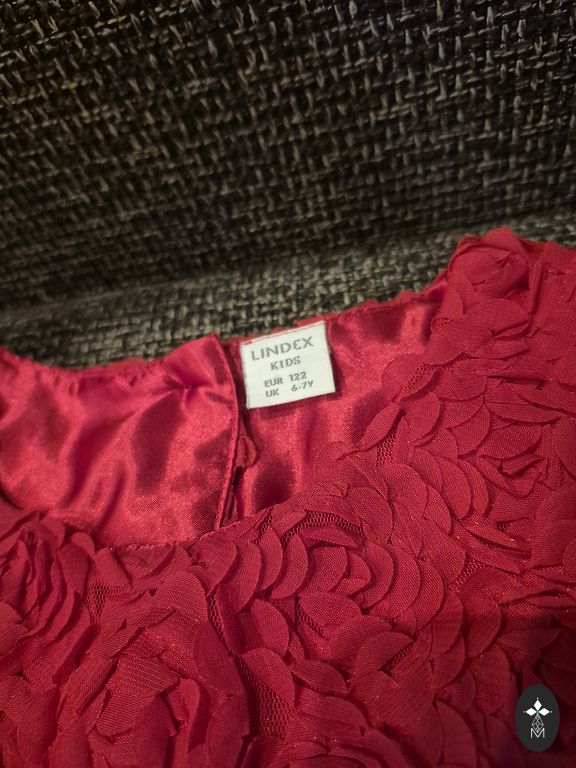 LINDEX
KIDS
EUR 122
UK 6-7Y